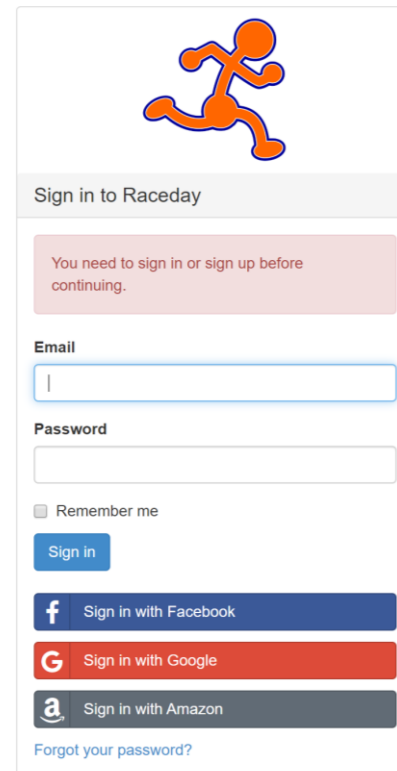 Sign in to Raceday
You need to sign in or sign up before
continuing.
Email
Password
Remember me
Sign in
Sign in with Facebook
Sign in with Google
Sign in with Amazon
Forgot your password?